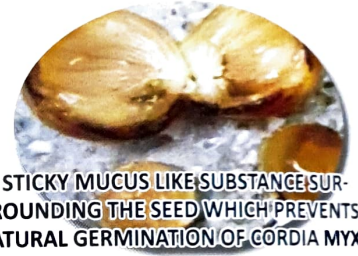 STICKY MUCUS LIKE SUBSTANCE SUR-
ROUNDING THE SEED WHICH PREVENTS
ATURAL GERMINATION OF CORDIA MYX